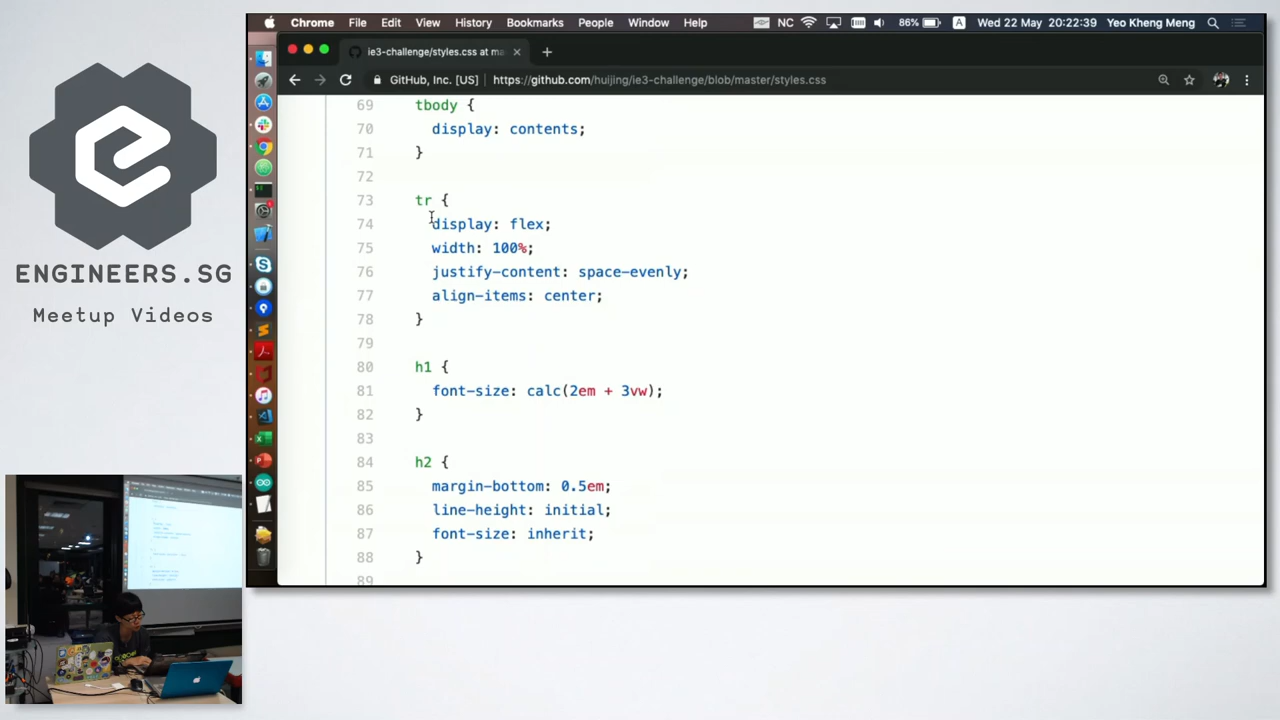 ENGINEERS.SG
Meetup Videos
Chrome File Edit View History Bookmarks People Window Help NC 86% A Wed 22 May 20:22:39 Yeo Kheng Meng
ie3-challenge/styles.css at ma
GitHub, Inc. [US] https://github.com/huijing/ie3-challenge/blob/master/styles.css
69 tbody {
70 display: contents;
71 }
72
73 tr {
74 display: flex;
75 width: 100%;
76 justify-content: space-evenly;
77 align-items: center;
78 }
79
80 h1 {
81 font-size: calc(2em + 3vw);
82 }
83
84 h2 {
85 margin-bottom: 0.5em;
86 line-height: initial;
87 font-size: inherit;
88 }
89